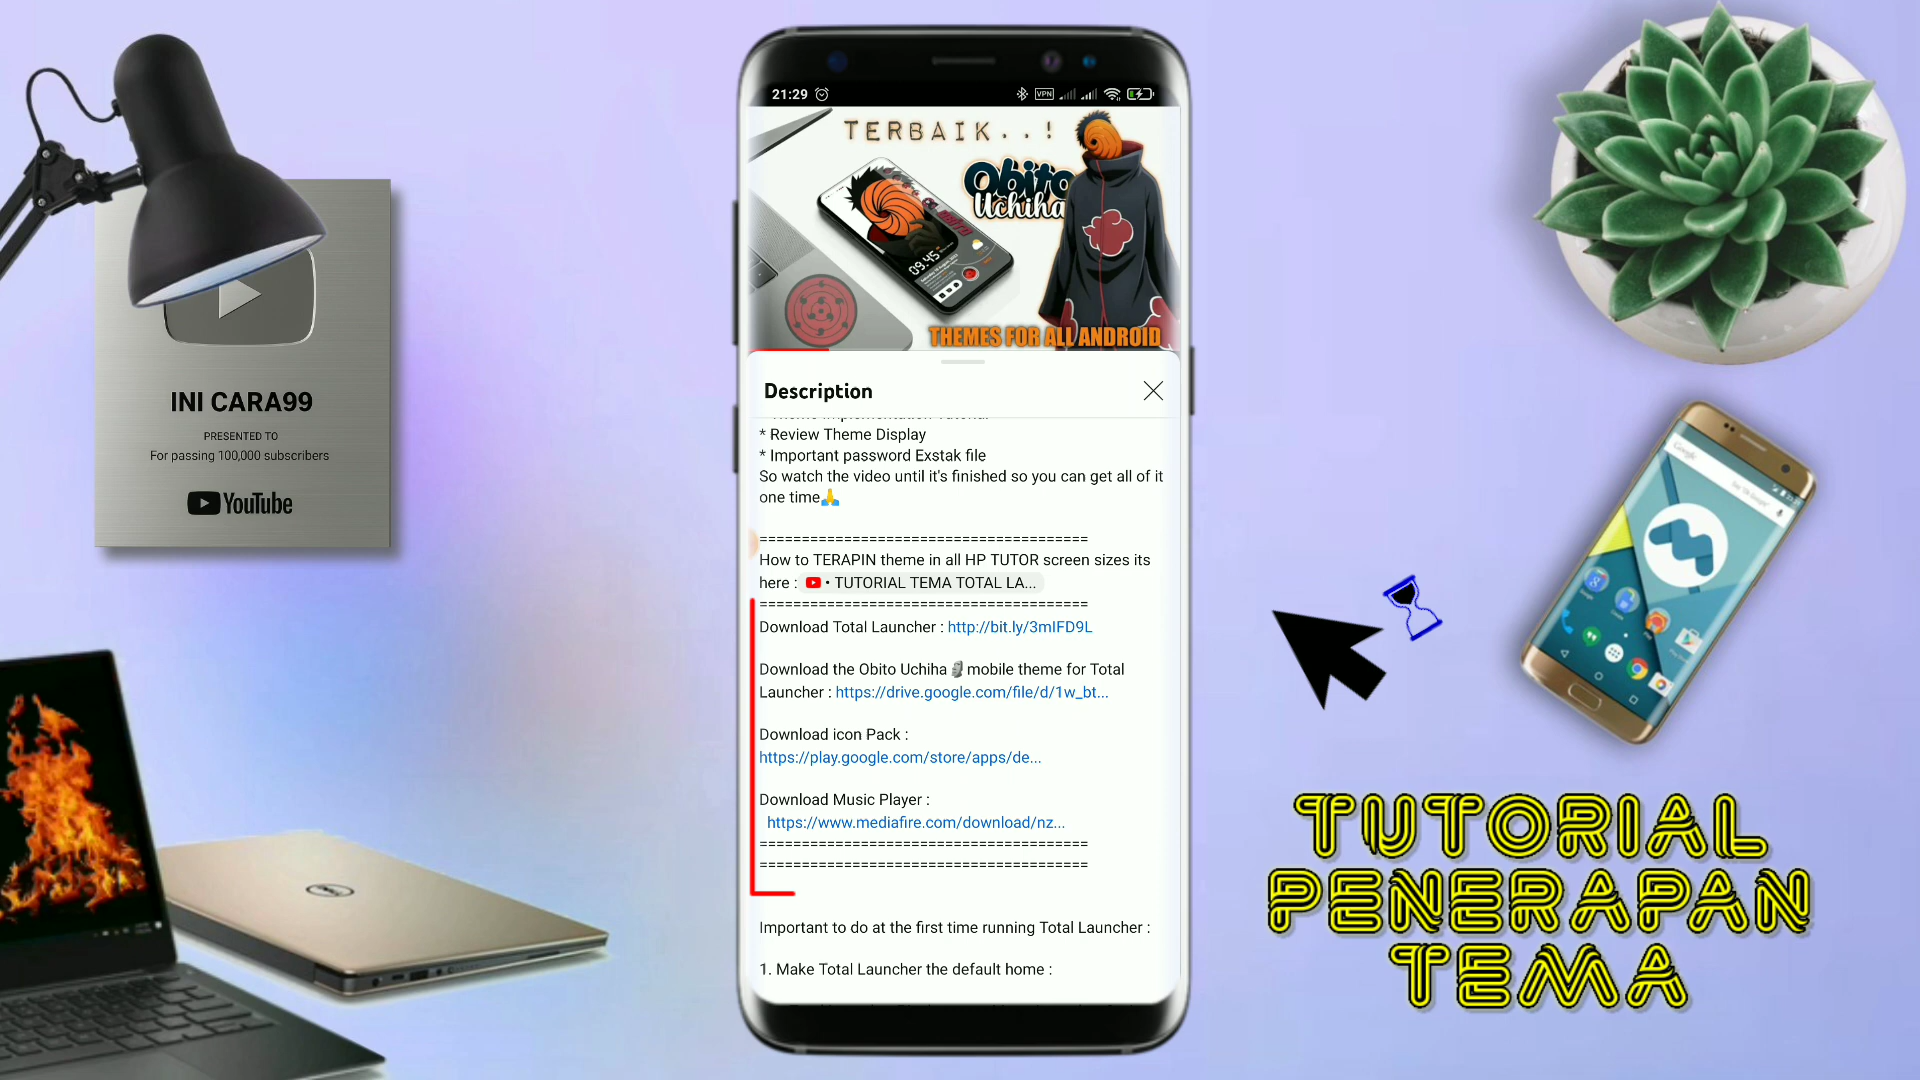 INI CARA99
PRESENTED TO
For passing 100,000 subscribers
YouTube
21:29
VPN
TERBAIK..!
Obito
Uchiha
09.45
THEMES FOR ALL ANDROID
Description
* Review Theme Display
* Important password Exstak file
So watch the video until it's finished so you can get all of it
one time🙏
=======================================
How to TERAPIN theme in all HP TUTOR screen sizes its
here : • TUTORIAL TEMA TOTAL LA...
=======================================
Download Total Launcher : http://bit.ly/3mIFD9L
Download the Obito Uchiha 🗿mobile theme for Total
Launcher : https://drive.google.com/file/d/1w_bt...
Download icon Pack :
https://play.google.com/store/apps/de...
Download Music Player :
https://www.mediafire.com/download/nz...
=======================================
=======================================
Important to do at the first time running Total Launcher :
1. Make Total Launcher the default home :
DELL
Google
TUTORIAL
PENERAPAN
TEMA